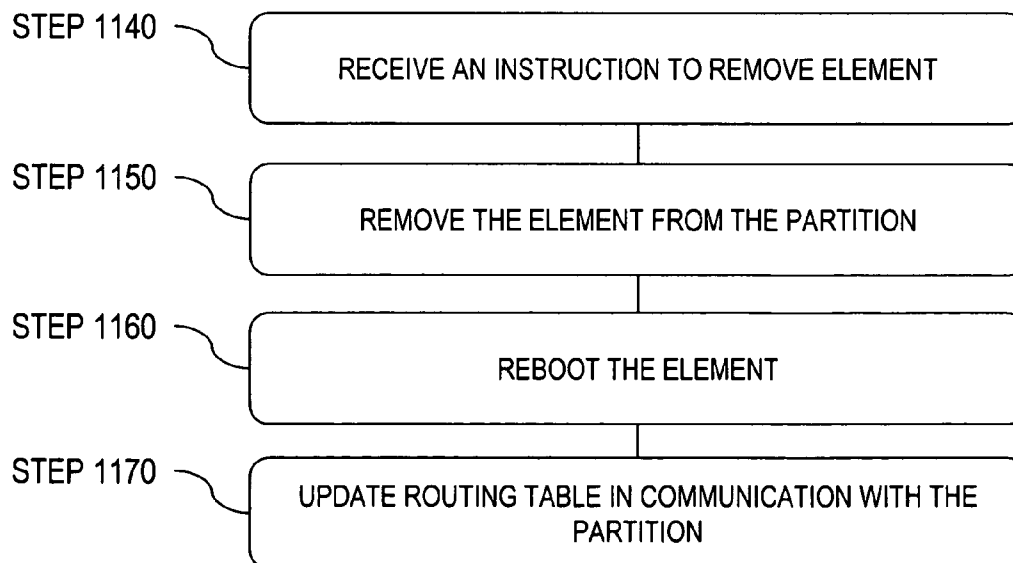 STEP 1140
RECEIVE AN INSTRUCTION TO REMOVE ELEMENT
STEP 1150
REMOVE THE ELEMENT FROM THE PARTITION
STEP 1160
REBOOT THE ELEMENT
STEP 1170
UPDATE ROUTING TABLE IN COMMUNICATION WITH THE
PARTITION